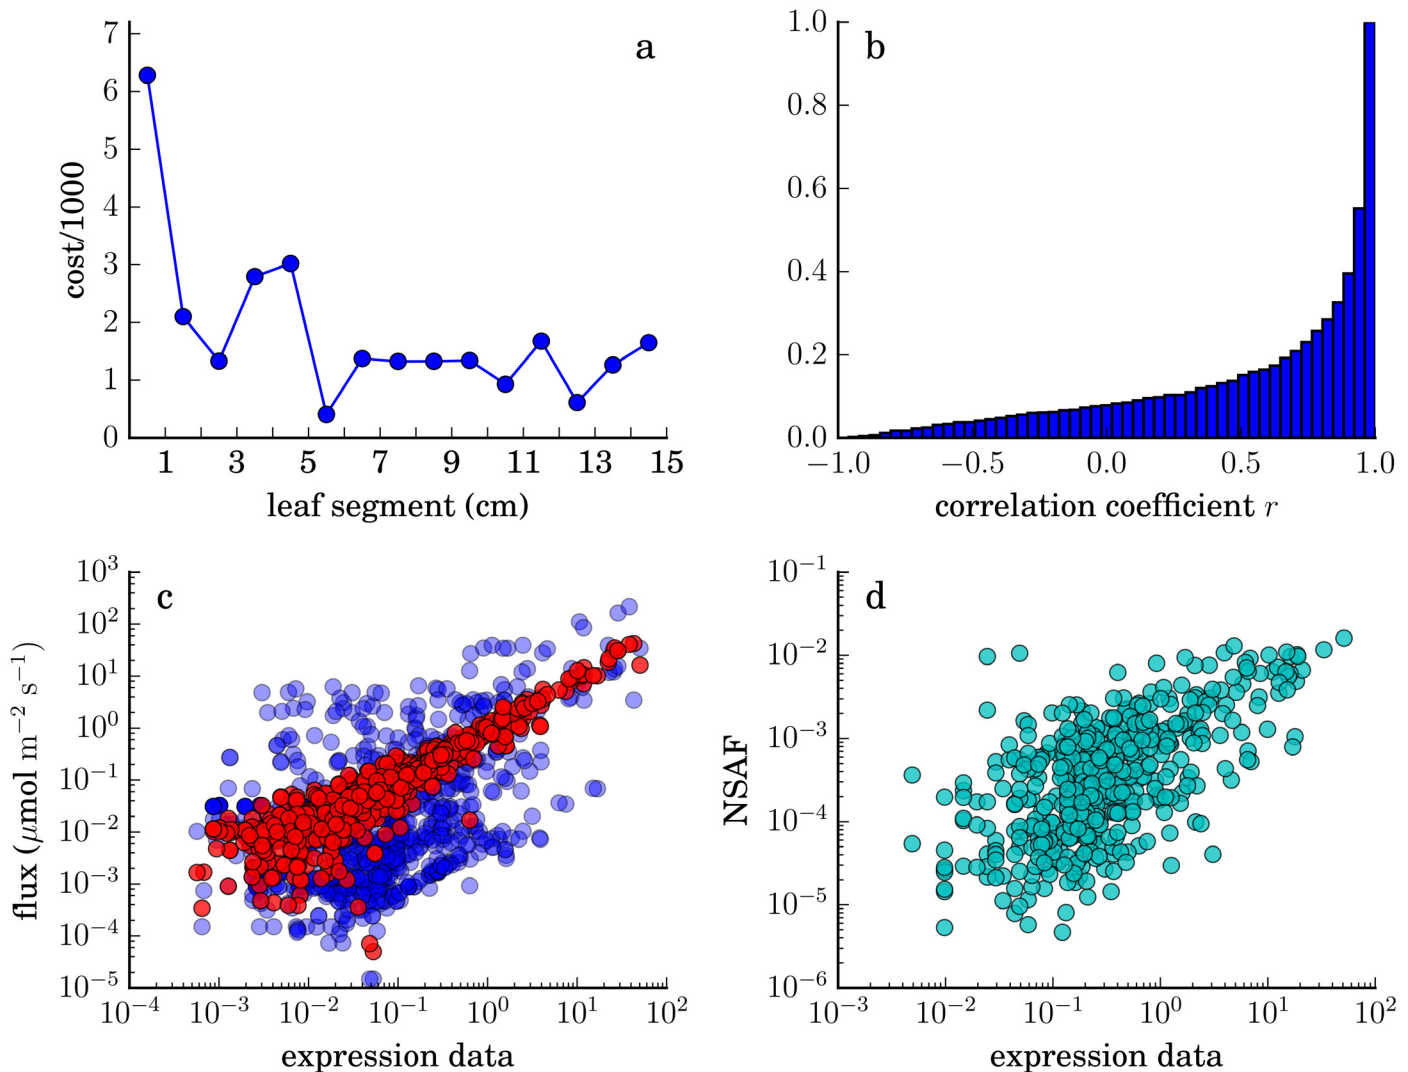 a
7
6
5
4
3
2
1
0
cost/1000
1 3 5 7 9 11 13 15
leaf segment (cm)
b
1.0
0.8
0.6
0.4
0.2
0.0
−1.0 −0.5 0.0 0.5 1.0
correlation coefficient r
c
10³
10²
10¹
10⁰
10⁻¹
10⁻²
10⁻³
10⁻⁴
10⁻⁵
flux (μmol m⁻² s⁻¹)
10⁻⁴ 10⁻³ 10⁻² 10⁻¹ 10⁰ 10¹ 10²
expression data
d
10⁻¹
10⁻²
10⁻³
10⁻⁴
10⁻⁵
10⁻⁶
NSAF
10⁻³ 10⁻² 10⁻¹ 10⁰ 10¹ 10²
expression data